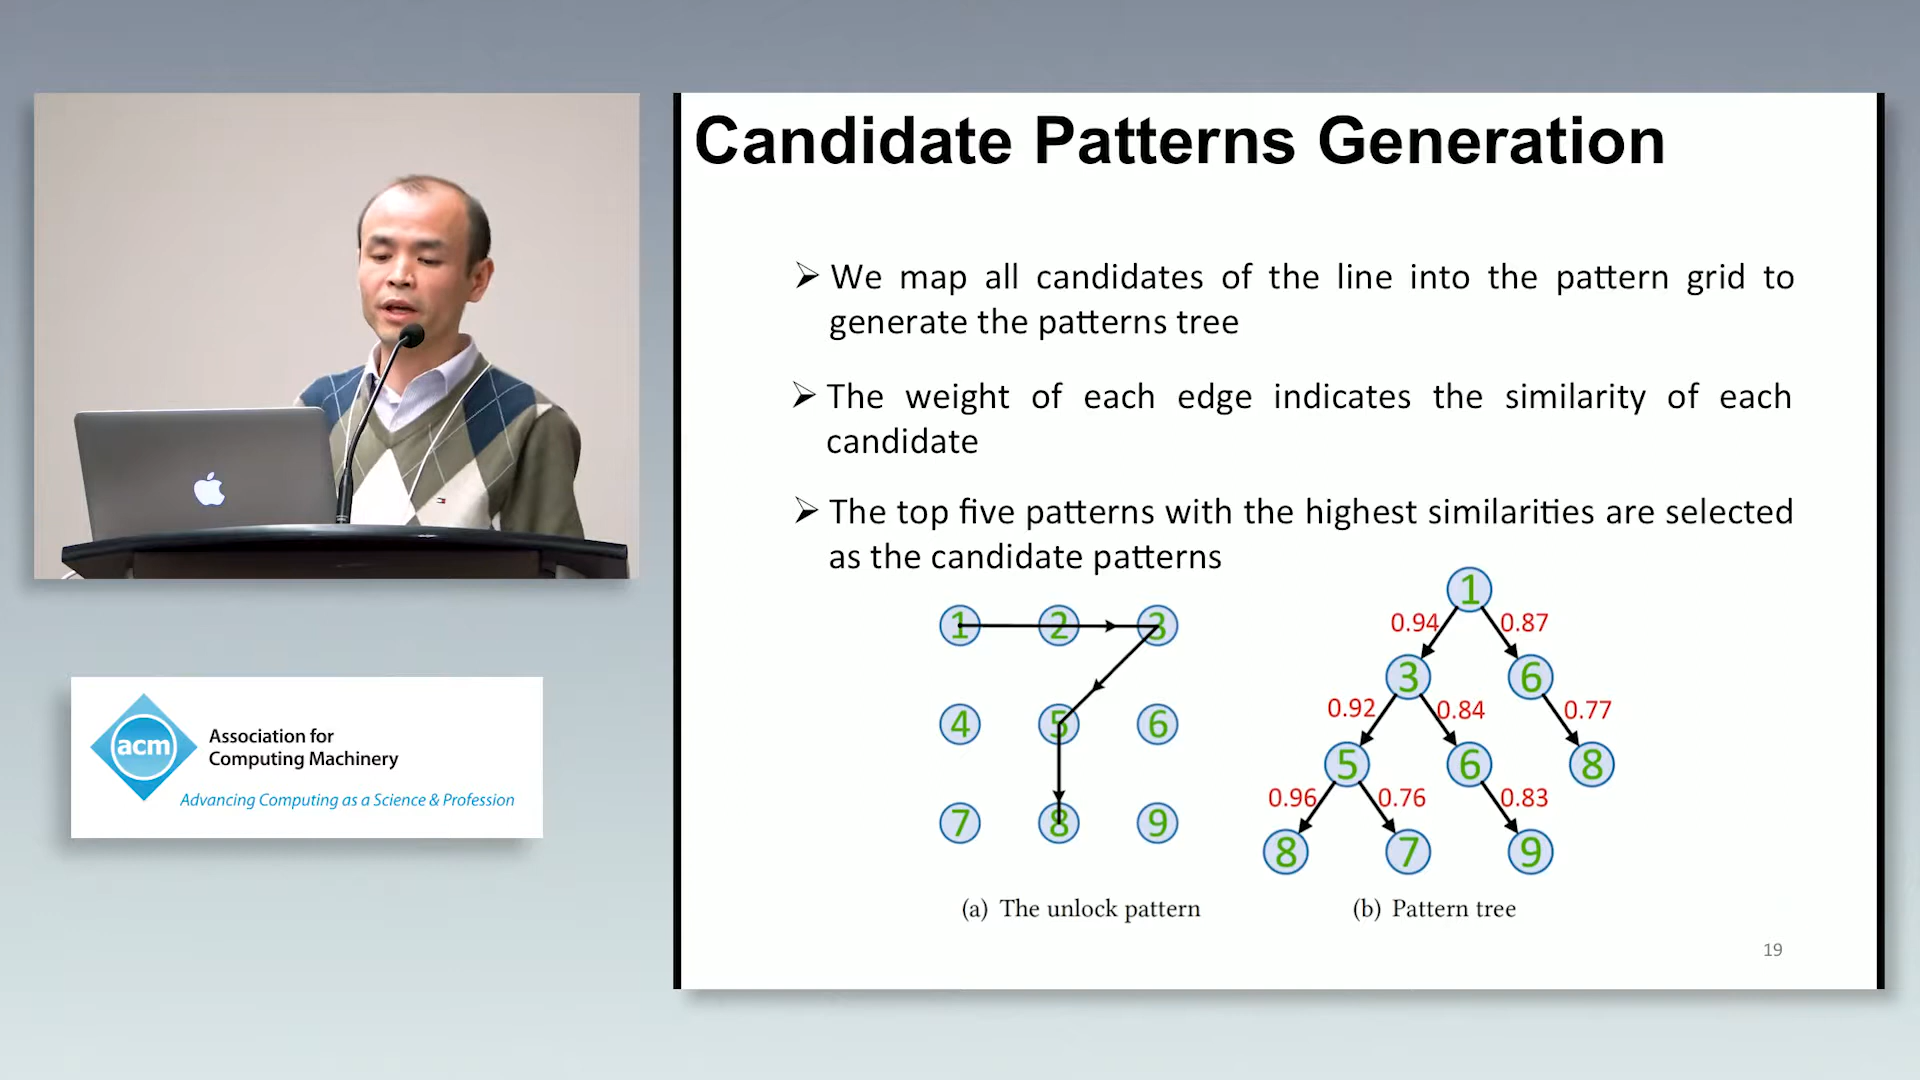 Candidate Patterns Generation
➢ We map all candidates of the line into the pattern grid to
generate the patterns tree
➢ The weight of each edge indicates the similarity of each
candidate
➢ The top five patterns with the highest similarities are selected
as the candidate patterns
1 2 3
4 5 6
7 8 9
(a) The unlock pattern
1
0.94 0.87
3 6
0.92 0.84 0.77
5 6 8
0.96 0.76 0.83
8 7 9
(b) Pattern tree
19
acm
Association for
Computing Machinery
Advancing Computing as a Science & Profession